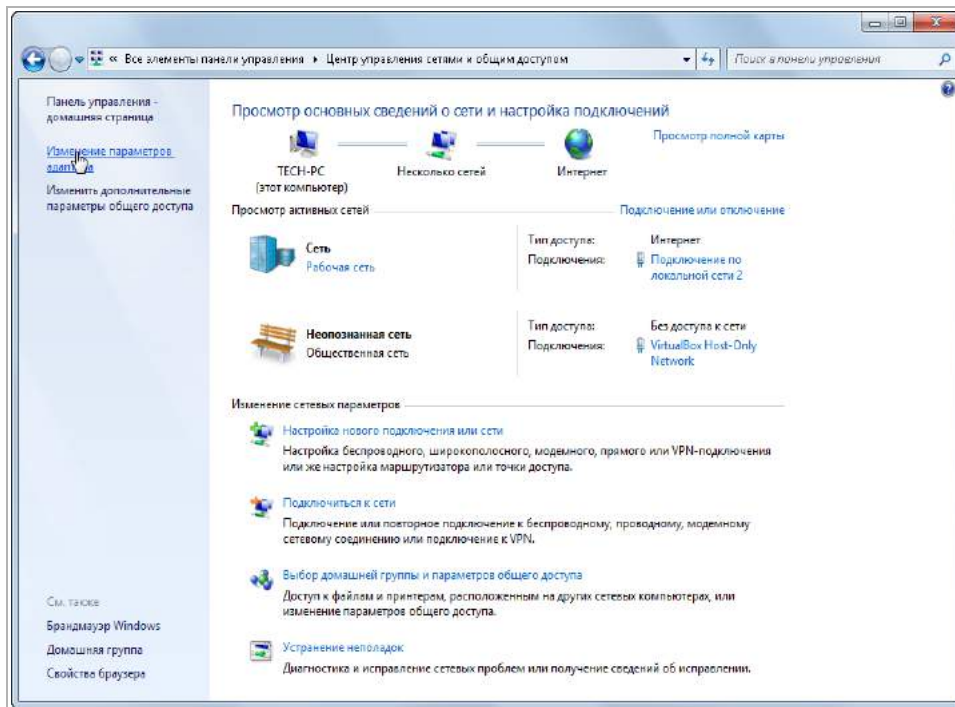 « Все элементы панели управления ▸ Центр управления сетями и общим доступом
Поиск в панели управления
Панель управления -
домашняя страница
Изменение параметров
адаптера
Изменить дополнительные
параметры общего доступа
Просмотр основных сведений о сети и настройка подключений
Просмотр полной карты
TECH-PC
(этот компьютер)
Несколько сетей
Интернет
Просмотр активных сетей
Подключение или отключение
Сеть
Рабочая сеть
Тип доступа: Интернет
Подключения: Подключение по
локальной сети 2
Неопознанная сеть
Общественная сеть
Тип доступа: Без доступа к сети
Подключения: VirtualBox Host-Only
Network
Изменение сетевых параметров
Настройка нового подключения или сети
Настройка беспроводного, широкополосного, модемного, прямого или VPN-подключения
или же настройка маршрутизатора или точки доступа.
Подключиться к сети
Подключение или повторное подключение к беспроводному, проводному, модемному
сетевому соединению или подключение к VPN.
Выбор домашней группы и параметров общего доступа
Доступ к файлам и принтерам, расположенным на других сетевых компьютерах, или
изменение параметров общего доступа.
Устранение неполадок
Диагностика и исправление сетевых проблем или получение сведений об исправлении.
См. также
Брандмауэр Windows
Домашняя группа
Свойства браузера